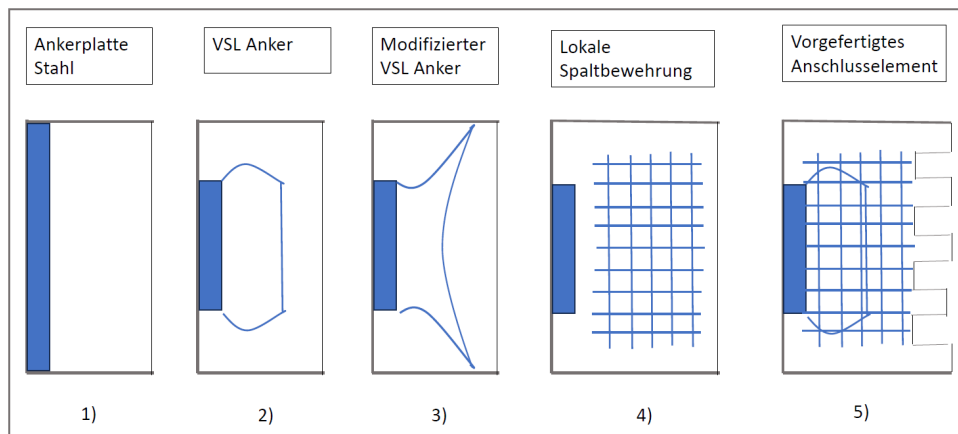 Ankerplatte
Stahl
VSL Anker
Modifizierter
VSL Anker
Lokale
Spaltbewehrung
Vorgefertigtes
Anschlusselement
1)
2)
3)
4)
5)